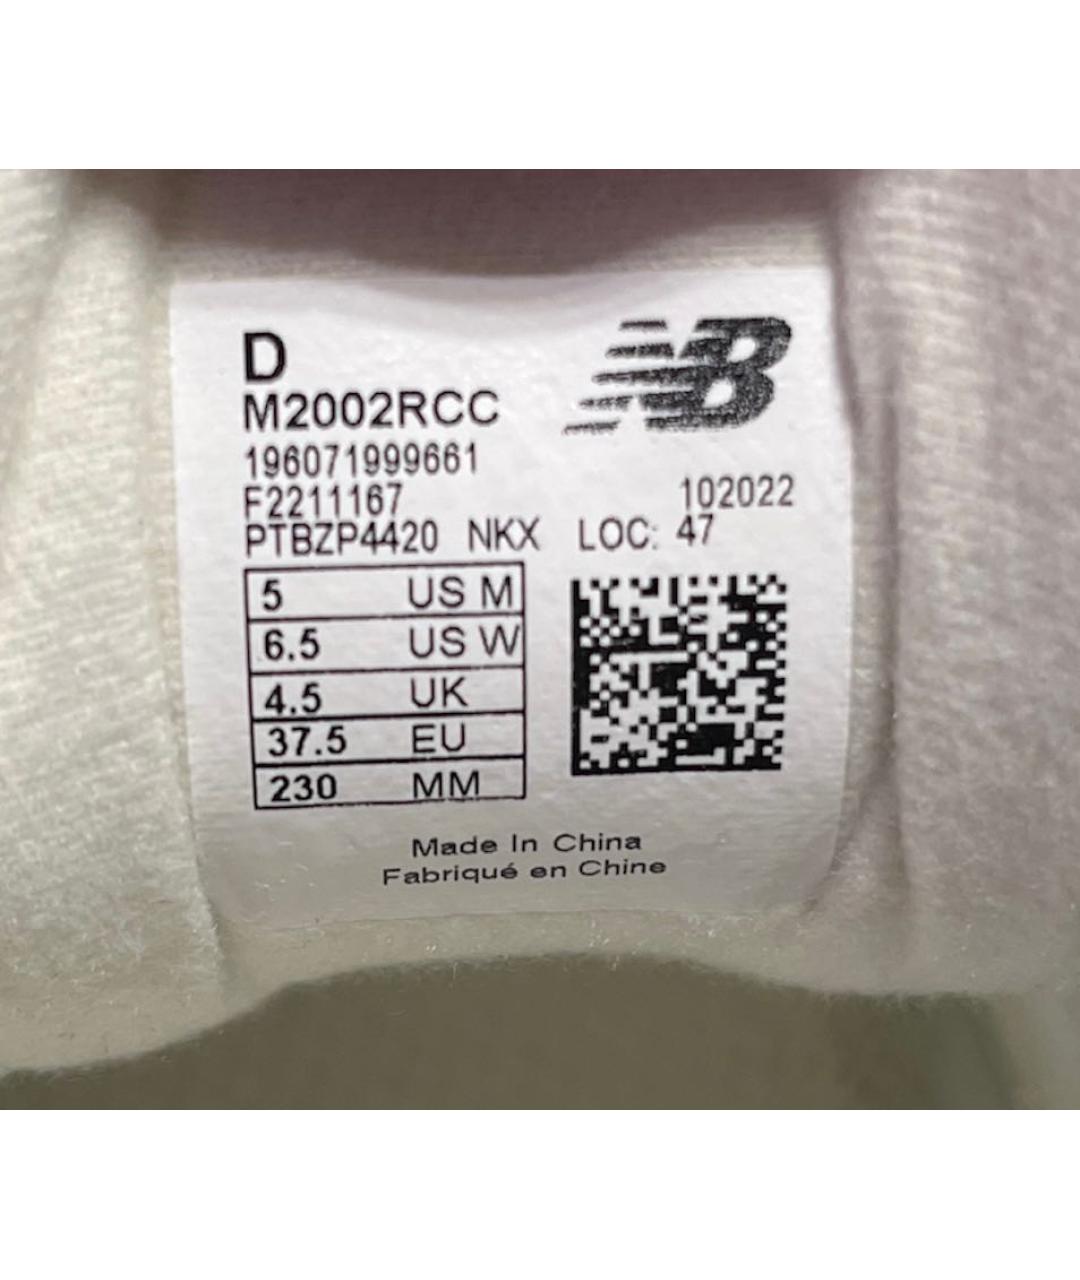 D
NB
M2002RCC
196071999661
F2211167 102022
PTBZP4420 NKX LOC: 47
5 US M
6.5 US W
4.5 UK
37.5 EU
230 MM
Made In China
Fabriqué en Chine